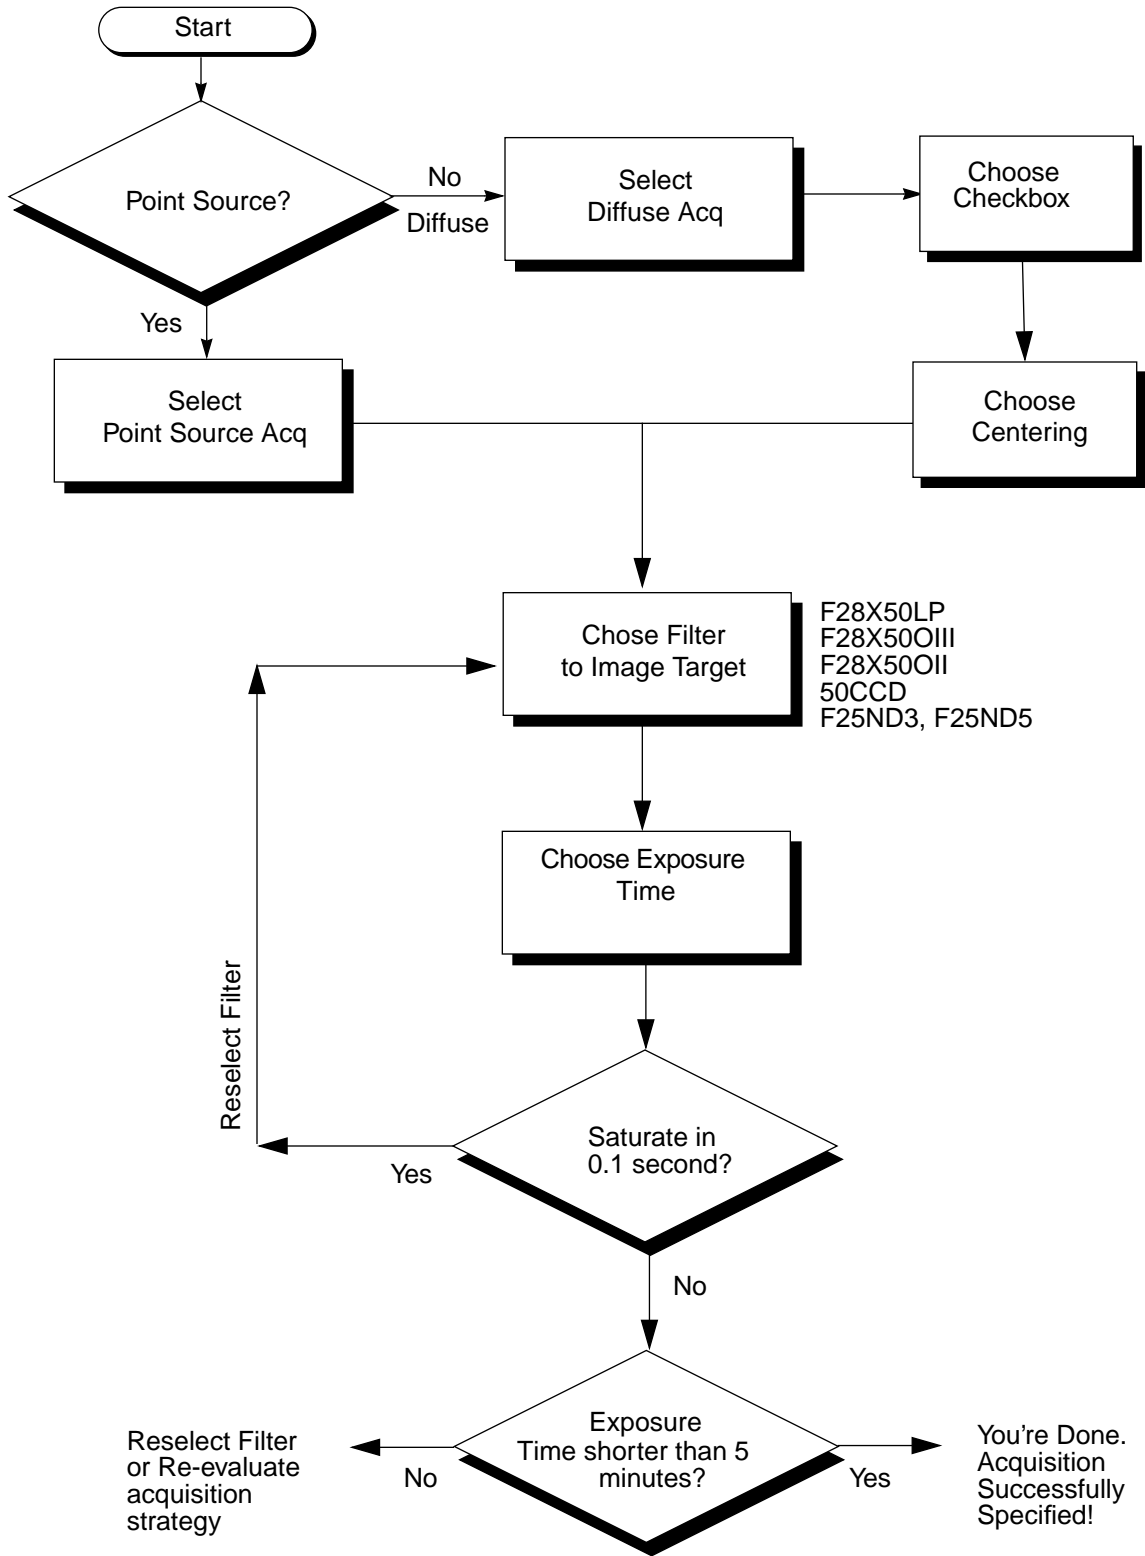 Start
Point Source?
No
Diffuse
Select
Diffuse Acq
Choose
Checkbox
Yes
Select
Point Source Acq
Choose
Centering
Chose Filter
to Image Target
F28X50LP
F28X50OIII
F28X50OII
50CCD
F25ND3, F25ND5
Choose Exposure
Time
Reselect Filter
Saturate in
0.1 second?
Yes
No
Exposure
Time shorter than 5
minutes?
No
Yes
Reselect Filter
or Re-evaluate
acquisition
strategy
You're Done.
Acquisition
Successfully
Specified!